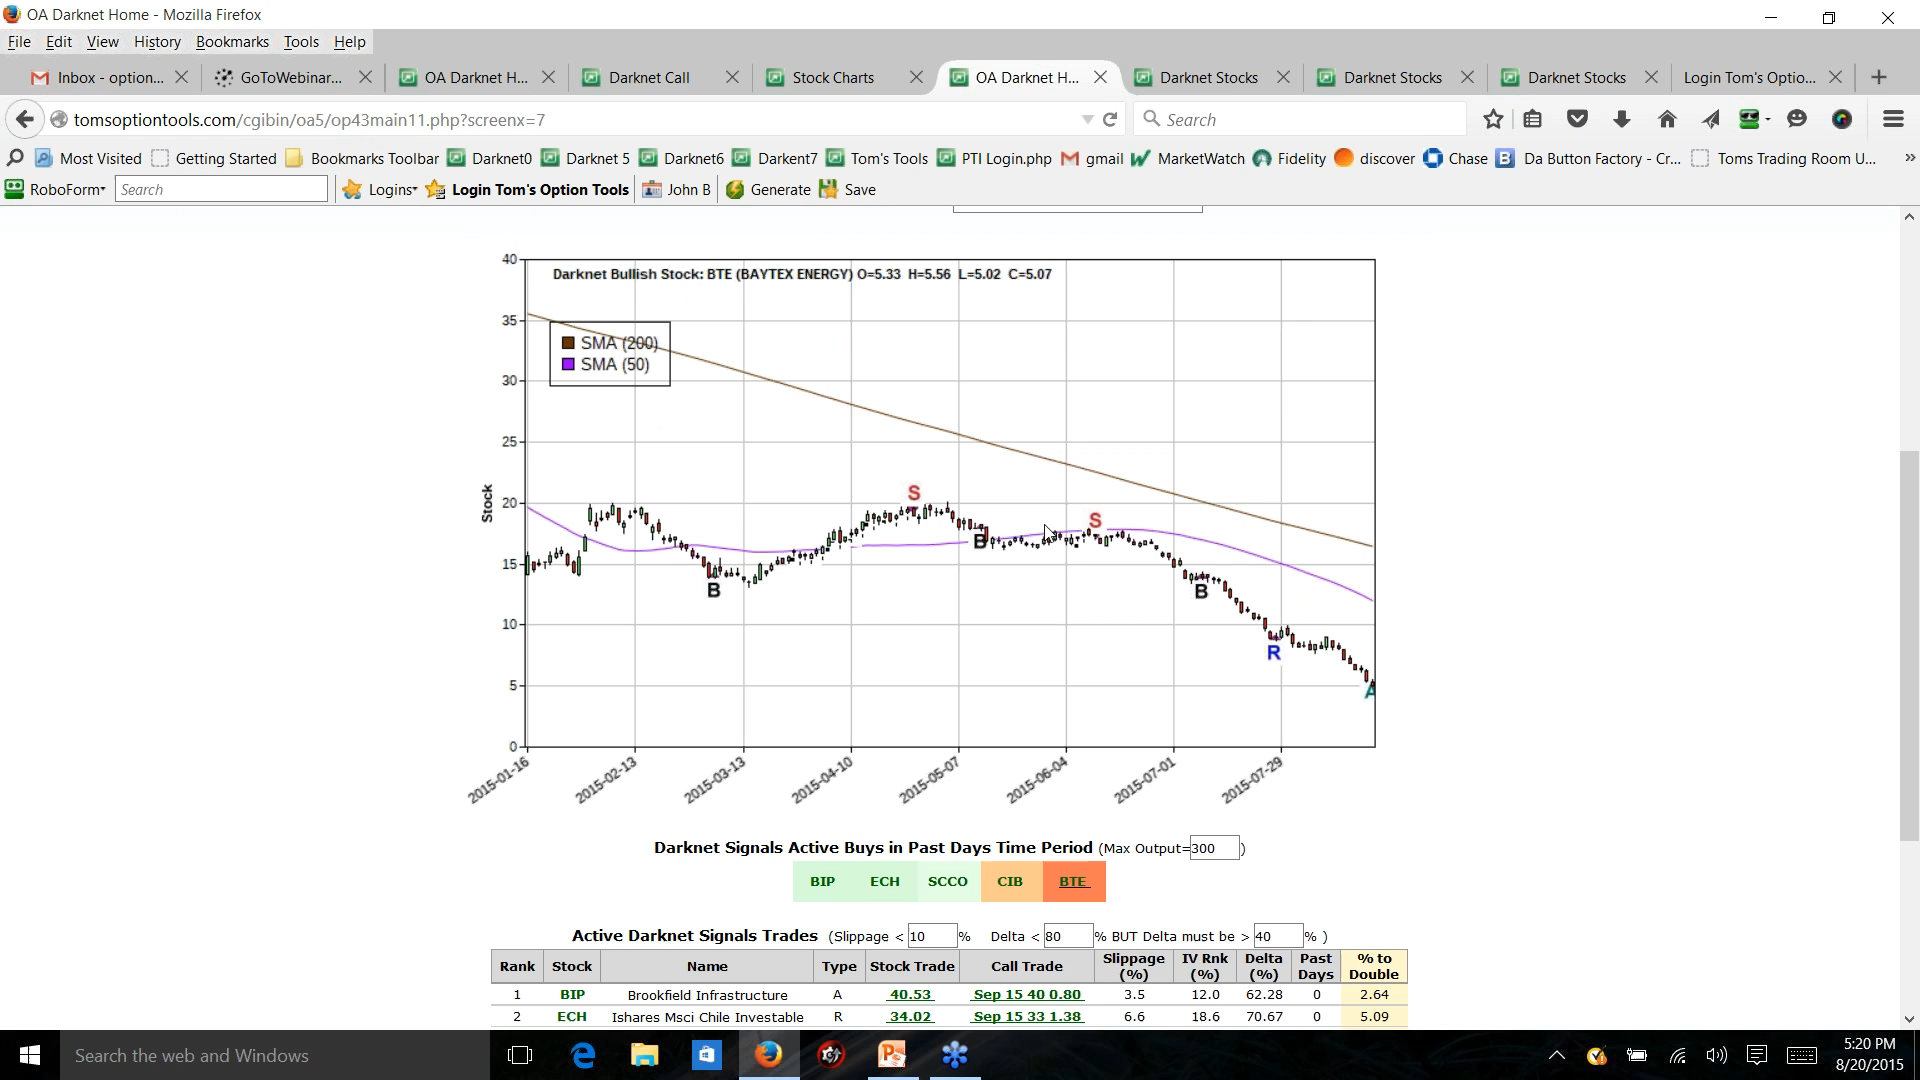 OA Darknet Home - Mozilla Firefox
File Edit View History Bookmarks Tools Help
Inbox - option... GoToWebinar... OA Darknet H... Darknet Call Stock Charts OA Darknet H... Darknet Stocks Darknet Stocks Darknet Stocks Login Tom's Optio...
tomsoptiontools.com/cgibin/oa5/op43main11.php?screenx=7 Search
Most Visited Getting Started Bookmarks Toolbar Darknet0 Darknet 5 Darknet6 Darkent7 Tom's Tools PTI Login.php gmail MarketWatch Fidelity discover Chase Da Button Factory - Cr... Toms Trading Room U... »
RoboForm Search Logins Login Tom's Option Tools John B Generate Save
Darknet Bullish Stock: BTE (BAYTEX ENERGY) O=5.33 H=5.56 L=5.02 C=5.07
SMA (200)
SMA (50)
Stock
40
35
30
25
20
15
10
5
0
S
S
B
B
B
R
A
2015-01-16 2015-02-13 2015-03-13 2015-04-10 2015-05-07 2015-06-04 2015-07-01 2015-07-29
Darknet Signals Active Buys in Past Days Time Period (Max Output=300 )
BIP ECH SCCO CIB BTE
Active Darknet Signals Trades (Slippage < 10 % Delta < 80 % BUT Delta must be > 40 % )
Rank Stock Name Type Stock Trade Call Trade Slippage (%) IV Rnk (%) Delta (%) Past Days % to Double
1 BIP Brookfield Infrastructure A 40.53 Sep 15 40 0.80 3.5 12.0 62.28 0 2.64
2 ECH Ishares Msci Chile Investable R 34.02 Sep 15 33 1.38 6.6 18.6 70.67 0 5.09
Search the web and Windows
5:20 PM
8/20/2015